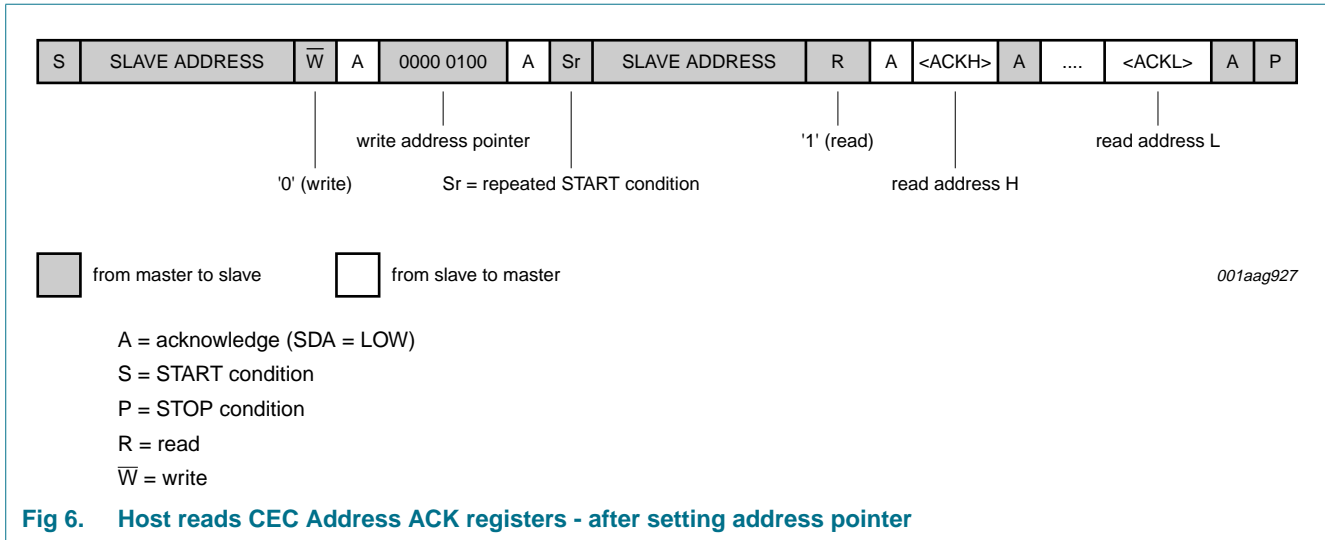 S SLAVE ADDRESS W̅ A 0000 0100 A Sr SLAVE ADDRESS R A <ACKH> A .... <ACKL> A P
write address pointer '1' (read) read address L
'0' (write) Sr = repeated START condition read address H
from master to slave from slave to master 001aag927
A = acknowledge (SDA = LOW)
S = START condition
P = STOP condition
R = read
W̅ = write
Fig 6. Host reads CEC Address ACK registers - after setting address pointer